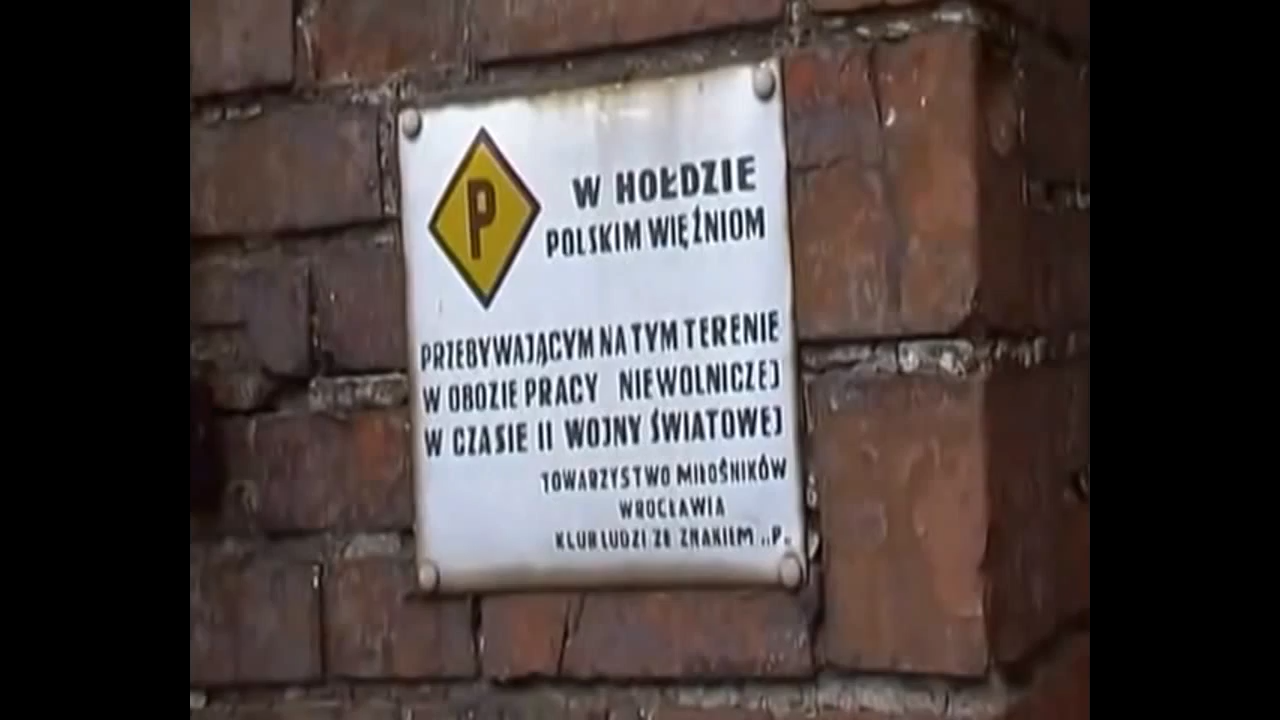 P
W HOŁDZIE
POLSKIM WIĘŹNIOM
PRZEBYWAJĄCYM NA TYM TERENIE
W OBOZIE PRACY NIEWOLNICZEJ
W CZASIE II WOJNY ŚWIATOWEJ
TOWARZYSTWO MIŁOŚNIKÓW
WROCŁAWIA
KLUB LUDZI ZE ZNAKIEM „P"